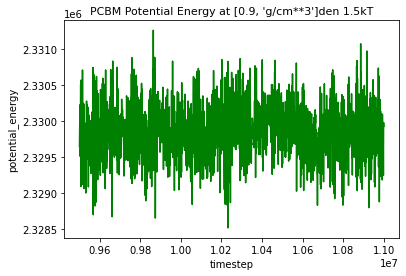 PCBM Potential Energy at [0.9, 'g/cm**3']den 1.5kT
1e6
2.3310
2.3305
2.3300
2.3295
2.3290
2.3285
potential_energy
0.96 0.98 1.00 1.02 1.04 1.06 1.08 1.10
timestep
1e7